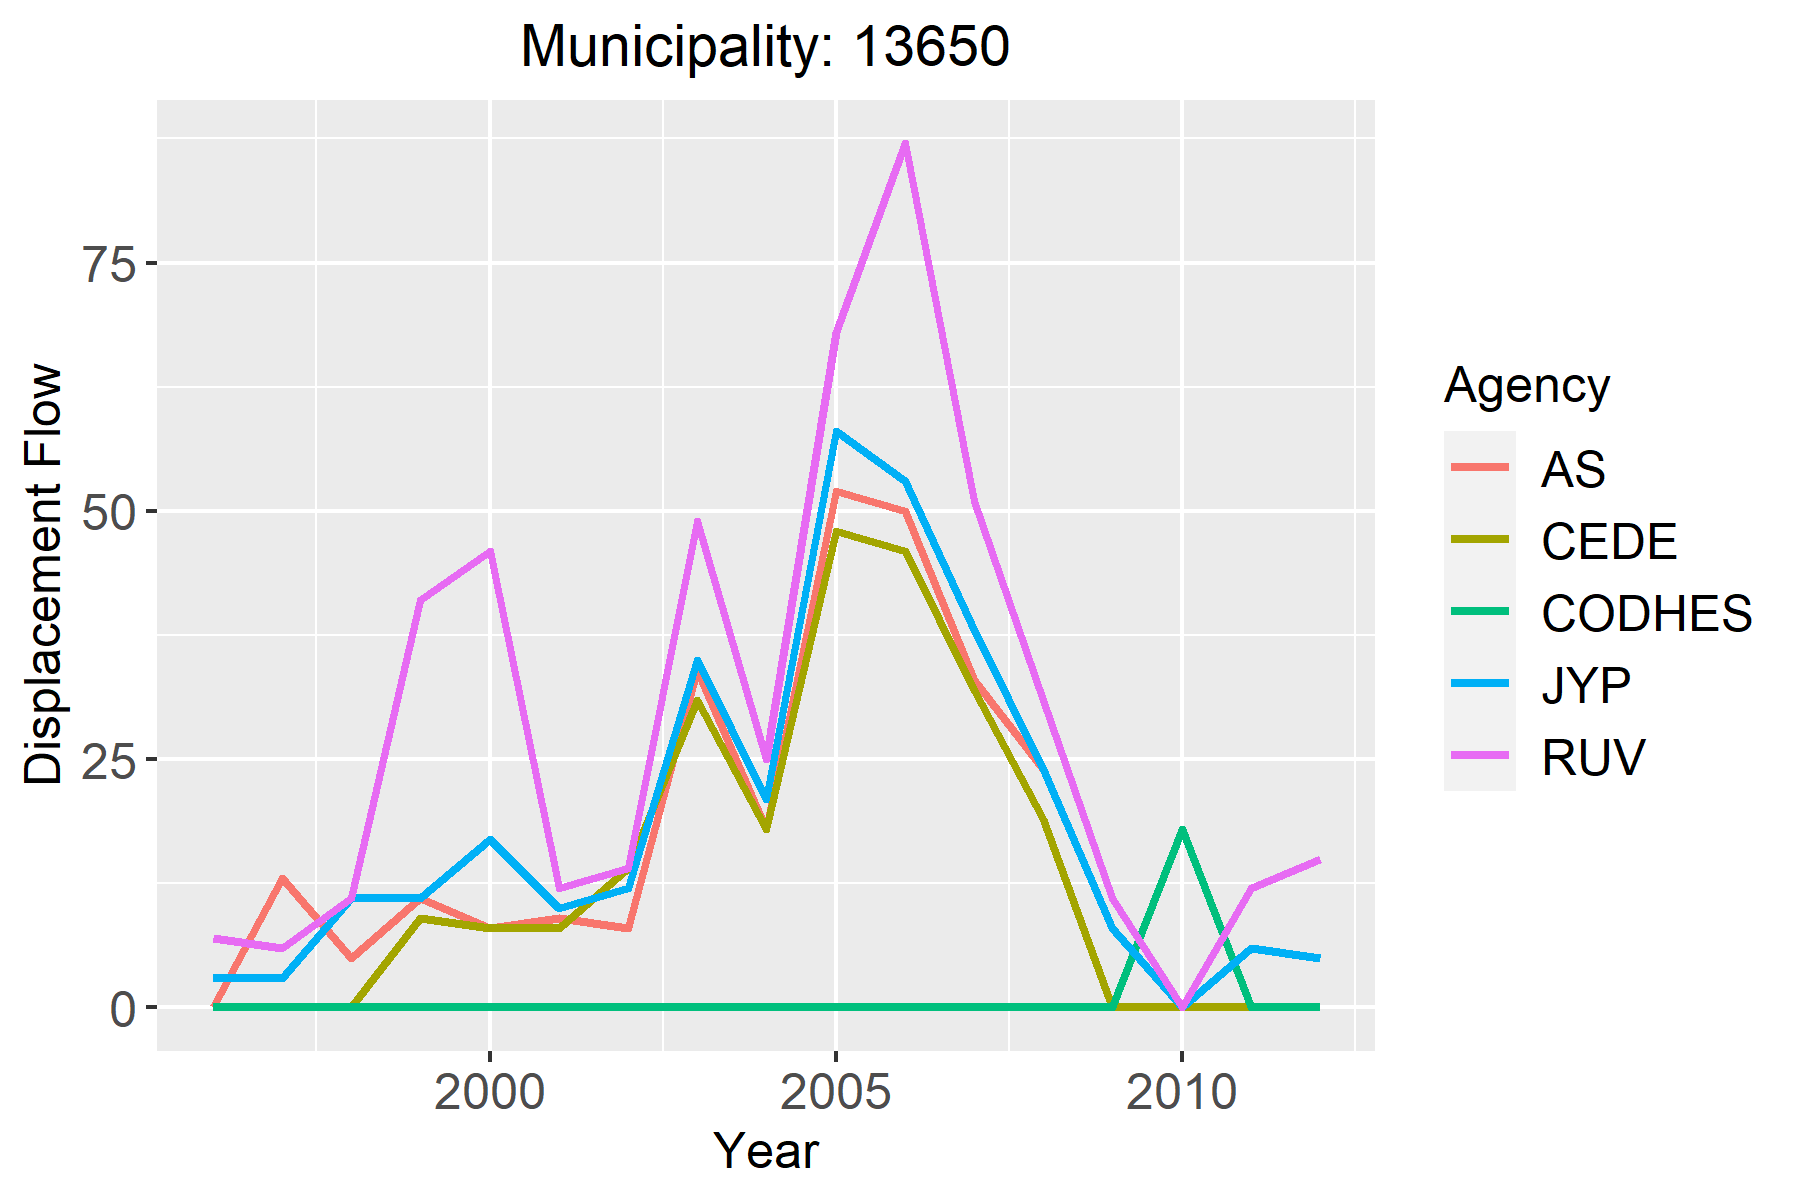 Municipality: 13650
Displacement Flow
75
50
25
0
2000 2005 2010
Year
Agency
AS
CEDE
CODHES
JYP
RUV